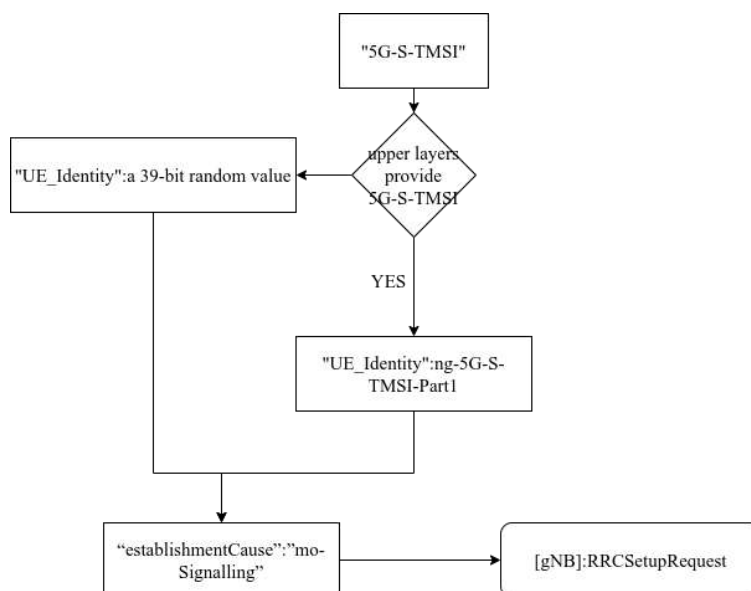 "5G-S-TMSI"
upper layers
provide
5G-S-TMSI
"UE_Identity":a 39-bit random value
YES
"UE_Identity":ng-5G-S-
TMSI-Part1
“establishmentCause”:”mo-
Signalling”
[gNB]:RRCSetupRequest